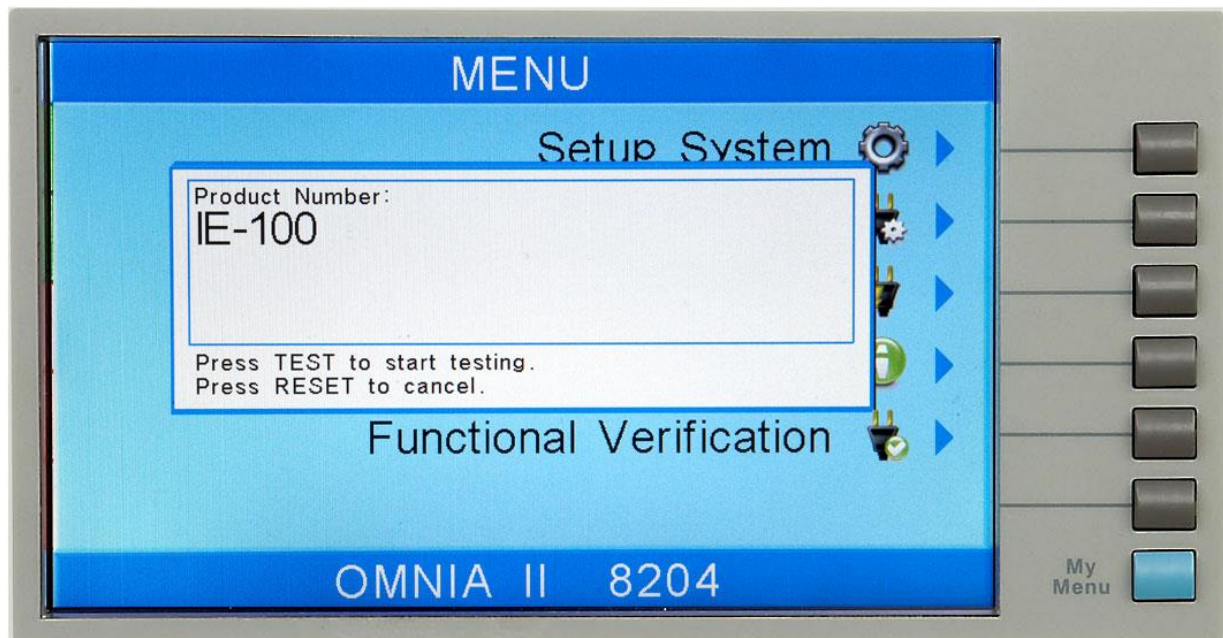 MENU
Setup System
Product Number:
IE-100
Press TEST to start testing.
Press RESET to cancel.
Functional Verification
OMNIA II 8204
My
Menu